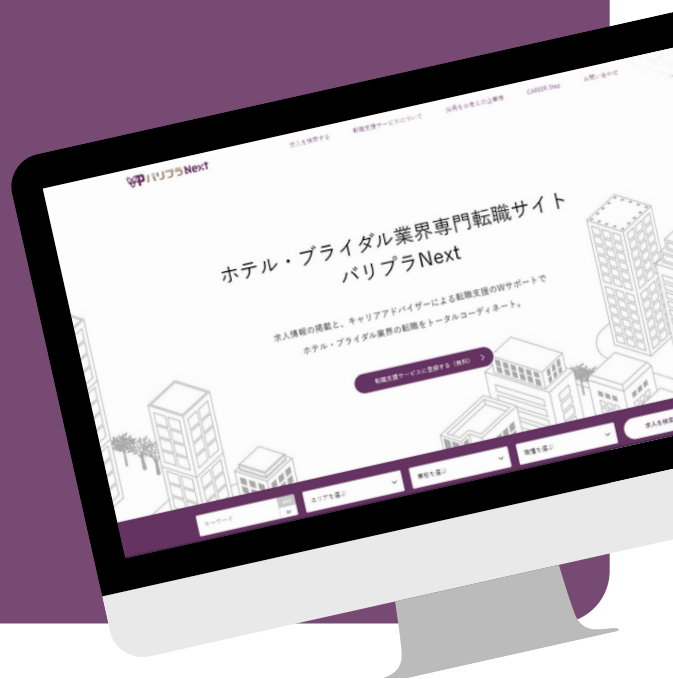 求人を検索する
転職支援サービスについて
採用をお考えの企業様
CAREER Step
お問い合わせ
バリプラNext
ホテル・ブライダル業界専門転職サイト
バリプラNext
求人情報の掲載と、キャリアアドバイザーによる転職支援のWサポートで
ホテル・ブライダル業界の転職をトータルコーディネート。
転職支援サービスに登録する（無料）
キーワード
エリアを選ぶ
業種を選ぶ
職種を選ぶ
求人を検索